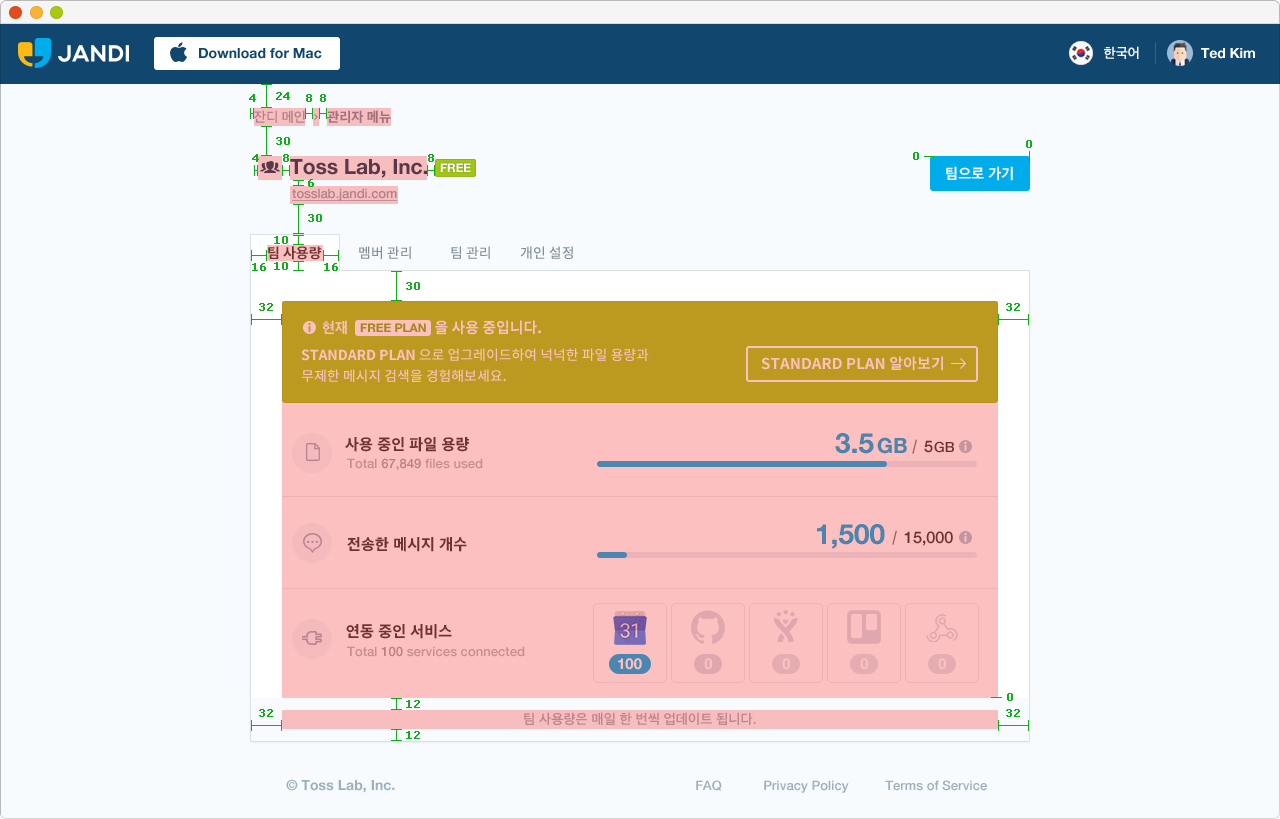 JANDI
Download for Mac
한국어
Ted Kim
4 24 8 8
잔디 메인 > 관리자 메뉴
30
4 8 Toss Lab, Inc. 8 FREE
0 0
팀으로 가기
6
tosslab.jandi.com
30
10
팀 사용량 멤버 관리 팀 관리 개인 설정
16 10 16
30
32 32
현재 FREE PLAN 을 사용 중입니다.
STANDARD PLAN 으로 업그레이드하여 넉넉한 파일 용량과
무제한 메시지 검색을 경험해보세요.
STANDARD PLAN 알아보기 →
사용 중인 파일 용량
Total 67,849 files used
3.5GB / 5GB
전송한 메시지 개수
1,500 / 15,000
연동 중인 서비스
Total 100 services connected
31
100 0 0 0 0
0
12
32 32
팀 사용량은 매일 한 번씩 업데이트 됩니다.
12
© Toss Lab, Inc.
FAQ Privacy Policy Terms of Service